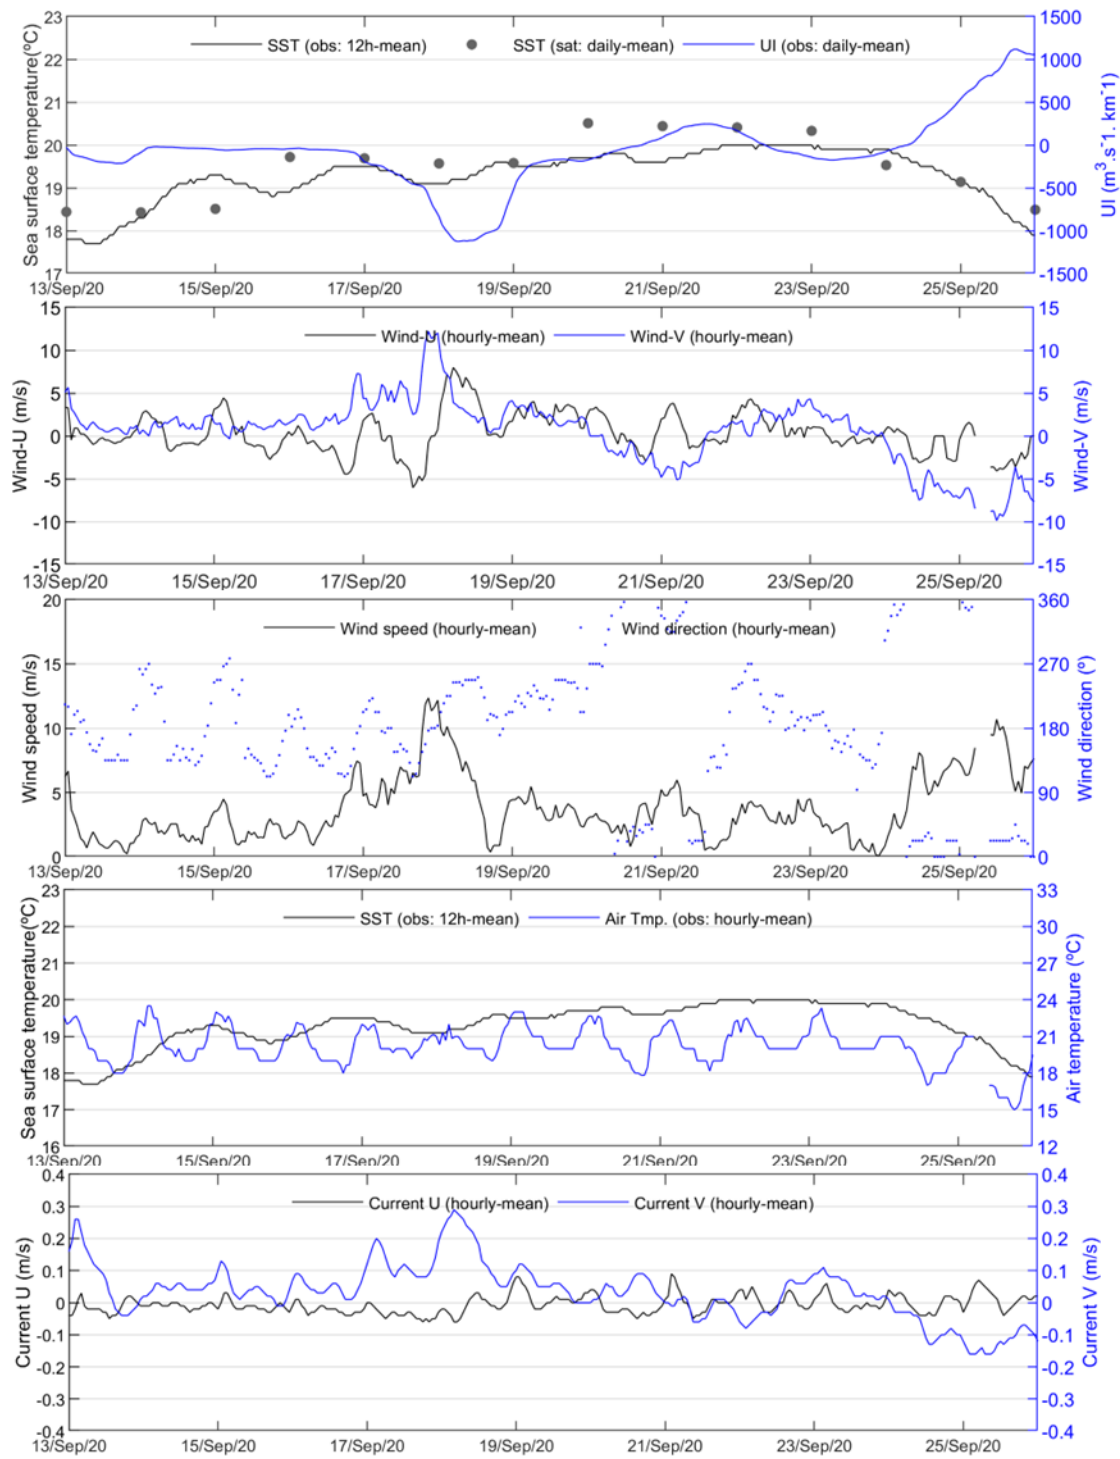 23 1500
SST (obs: 12h-mean) SST (sat: daily-mean) UI (obs: daily-mean)
22 1000
21 500
20 0
19 -500
18 -1000
17 -1500
Sea surface temperature(ºC)
UI (m³.s⁻¹. km⁻¹)
13/Sep/20 15/Sep/20 17/Sep/20 19/Sep/20 21/Sep/20 23/Sep/20 25/Sep/20
15 15
Wind-U (hourly-mean) Wind-V (hourly-mean)
10 10
5 5
0 0
-5 -5
-10 -10
-15 -15
Wind-U (m/s)
Wind-V (m/s)
13/Sep/20 15/Sep/20 17/Sep/20 19/Sep/20 21/Sep/20 23/Sep/20 25/Sep/20
20 360
Wind speed (hourly-mean) Wind direction (hourly-mean)
15 270
10 180
5 90
0 0
Wind speed (m/s)
Wind direction (º)
13/Sep/20 15/Sep/20 17/Sep/20 19/Sep/20 21/Sep/20 23/Sep/20 25/Sep/20
23 33
SST (obs: 12h-mean) Air Tmp. (obs: hourly-mean)
22 30
21 27
20 24
19 21
18 18
17 15
16 12
Sea surface temperature(ºC)
Air temperature (ºC)
13/Sep/20 15/Sep/20 17/Sep/20 19/Sep/20 21/Sep/20 23/Sep/20 25/Sep/20
0.4 0.4
Current U (hourly-mean) Current V (hourly-mean)
0.3 0.3
0.2 0.2
0.1 0.1
0 0
-0.1 -0.1
-0.2 -0.2
-0.3 -0.3
-0.4 -0.4
Current U (m/s)
Current V (m/s)
13/Sep/20 15/Sep/20 17/Sep/20 19/Sep/20 21/Sep/20 23/Sep/20 25/Sep/20